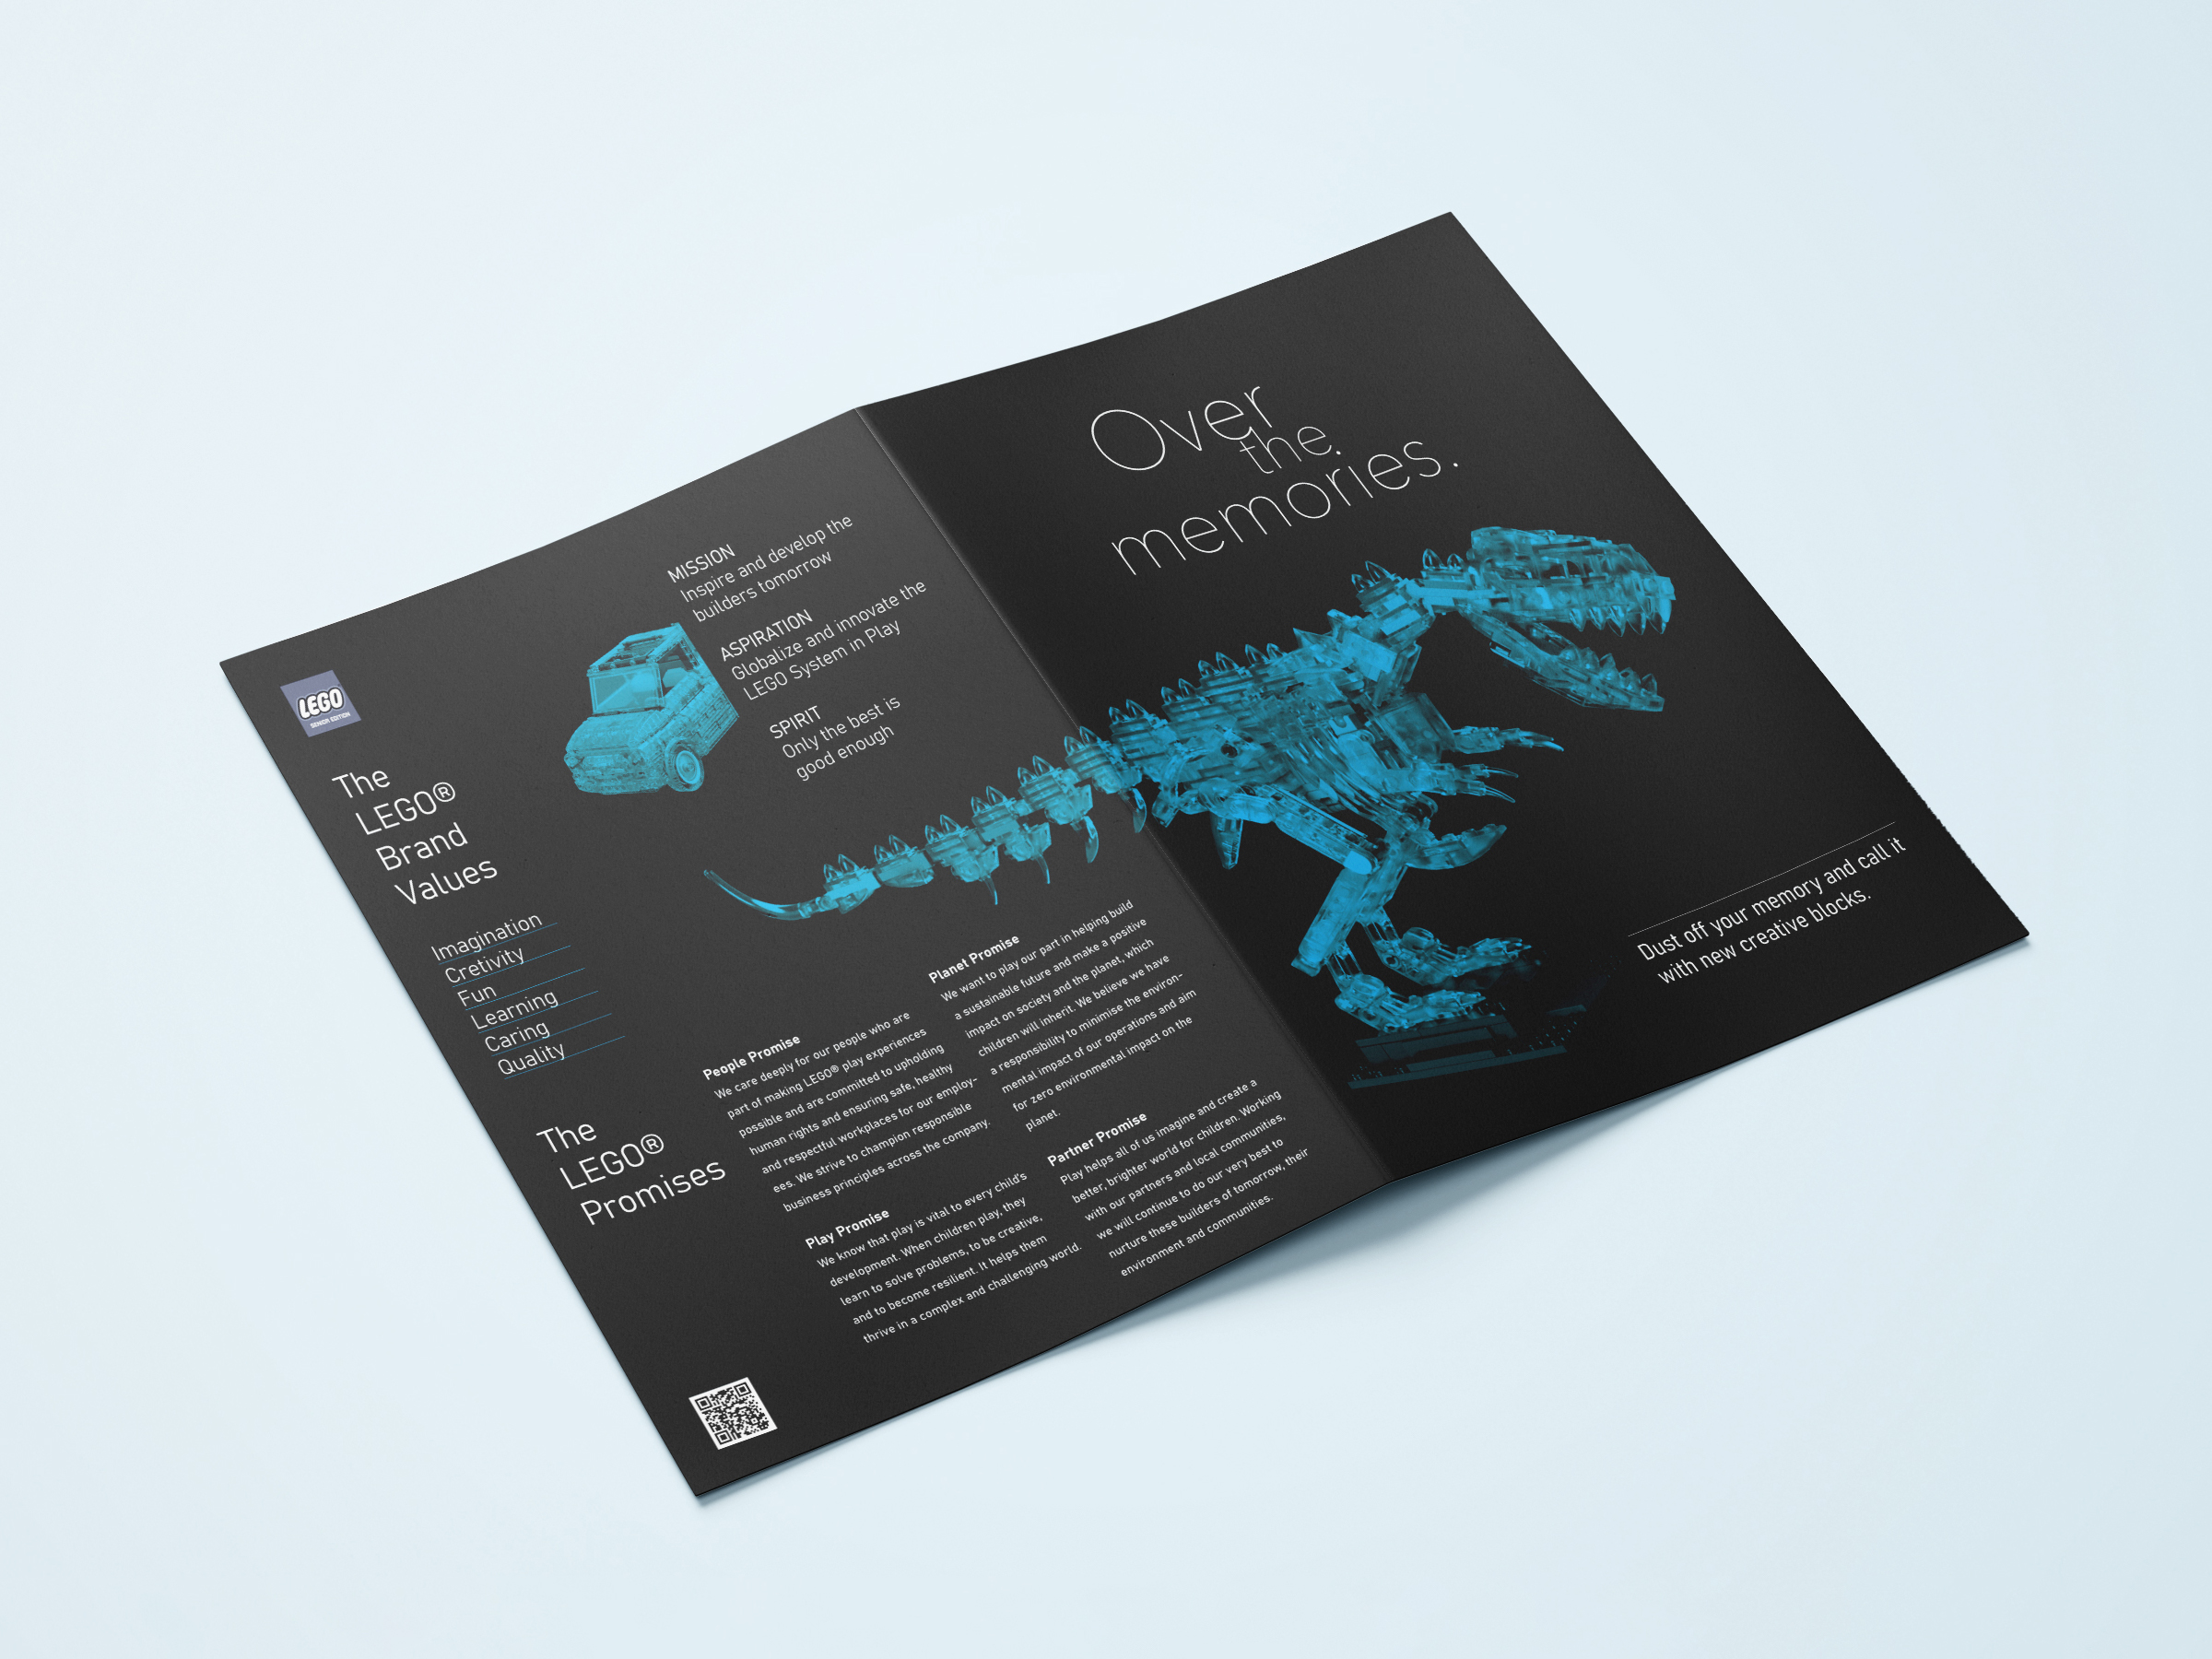 LEGO
SENIOR EDITION
The
LEGO®
Brand
Values
Imagination
Cretivity
Fun
Learning
Caring
Quality
The
LEGO®
Promises
MISSION
Inspire and develop the
builders tomorrow
ASPIRATION
Globalize and innovate the
LEGO System in Play
SPIRIT
Only the best is
good enough
People Promise
We care deeply for our people who are
part of making LEGO® play experiences
possible and are committed to upholding
human rights and ensuring safe, healthy
and respectful workplaces for our employ-
ees. We strive to champion responsible
business principles across the company.
Play Promise
We know that play is vital to every child's
development. When children play, they
learn to solve problems, to be creative,
and to become resilient. It helps them
thrive in a complex and challenging world.
Planet Promise
We want to play our part in helping build
a sustainable future and make a positive
impact on society and the planet, which
children will inherit. We believe we have
a responsibility to minimise the environ-
mental impact of our operations and aim
for zero environmental impact on the
planet.
Partner Promise
Play helps all of us imagine and create a
better, brighter world for children. Working
with our partners and local communities,
we will continue to do our very best to
nurture these builders of tomorrow, their
environment and communities.
Over
the.
memories.
Dust off your memory and call it
with new creative blocks.